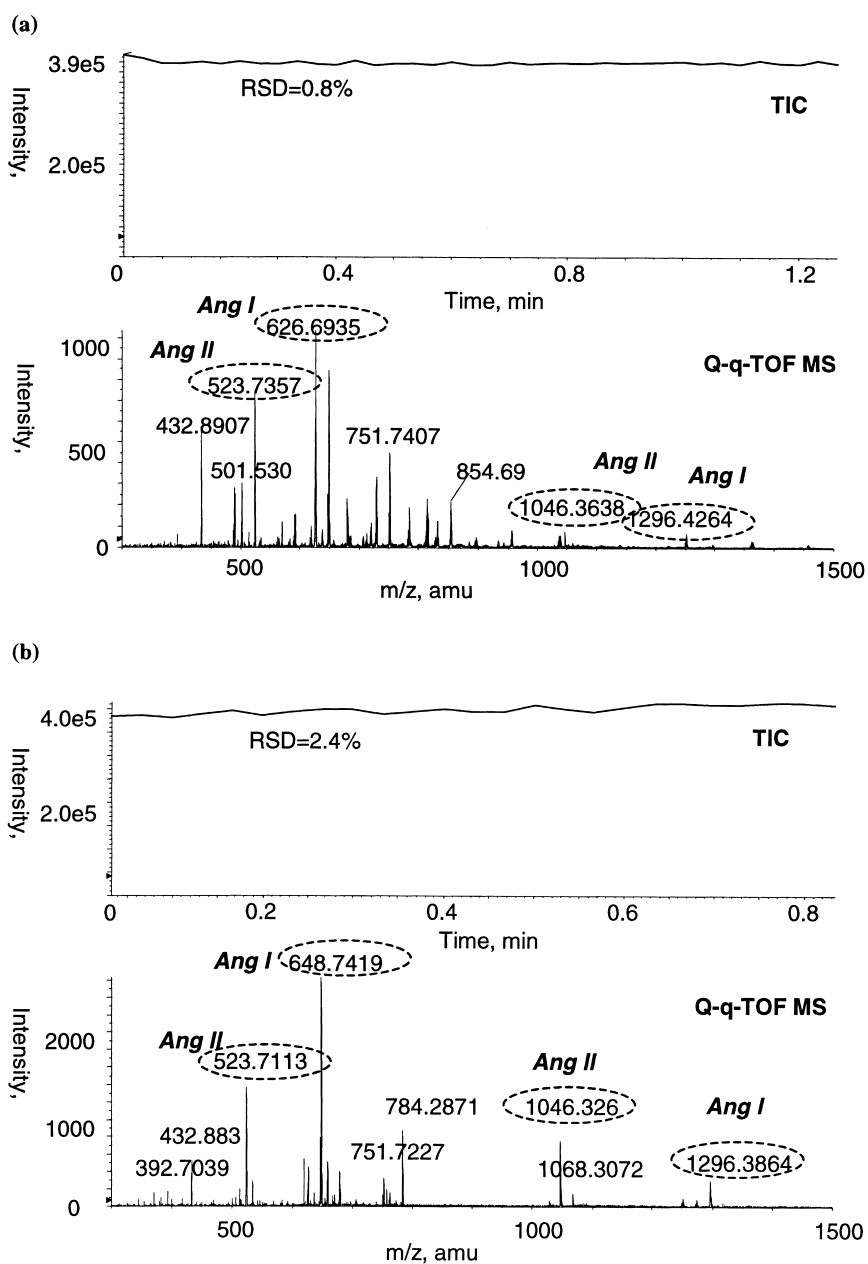 (a)
3.9e5
RSD=0.8%
TIC
Intensity,
2.0e5
0 0.4 0.8 1.2
Time, min
Ang I
626.6935
1000
Ang II
Q-q-TOF MS
523.7357
Intensity,
432.8907
751.7407
500
501.530
854.69
Ang II
Ang I
1046.3638
1296.4264
0
500 1000 1500
m/z, amu
(b)
4.0e5
RSD=2.4%
TIC
Intensity,
2.0e5
0 0.2 0.4 0.6 0.8
Time, min
Ang I
648.7419
Q-q-TOF MS
2000
Ang II
523.7113
Intensity,
Ang II
1046.326
784.2871
Ang I
1000
432.883
751.7227
392.7039
1068.3072
1296.3864
0
500 1000 1500
m/z, amu